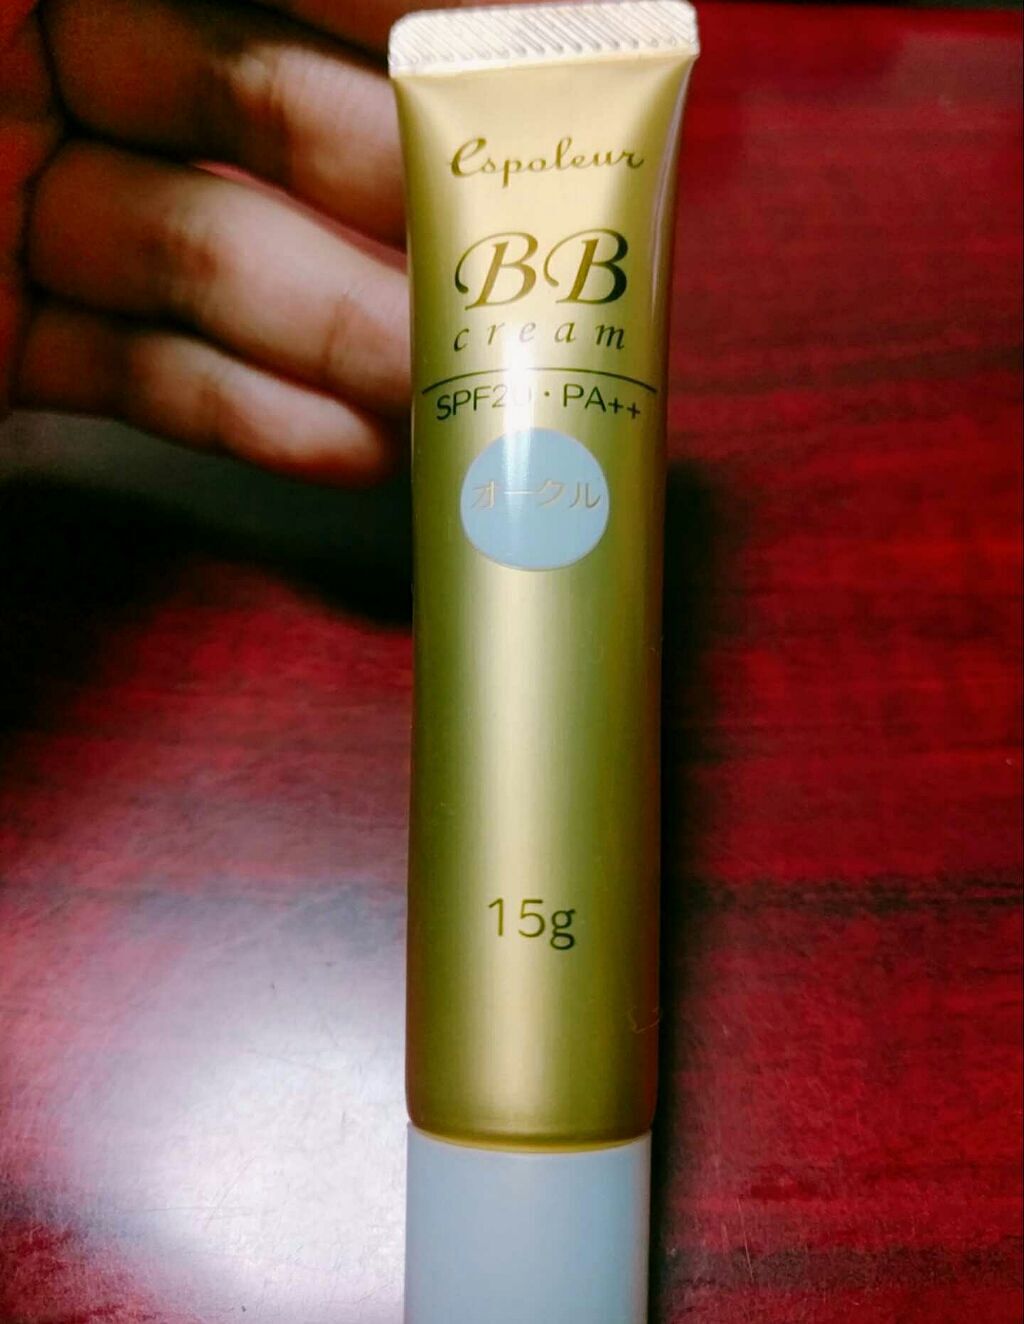 espoleur
BB
cream
SPF20・PA++
オークル
15g